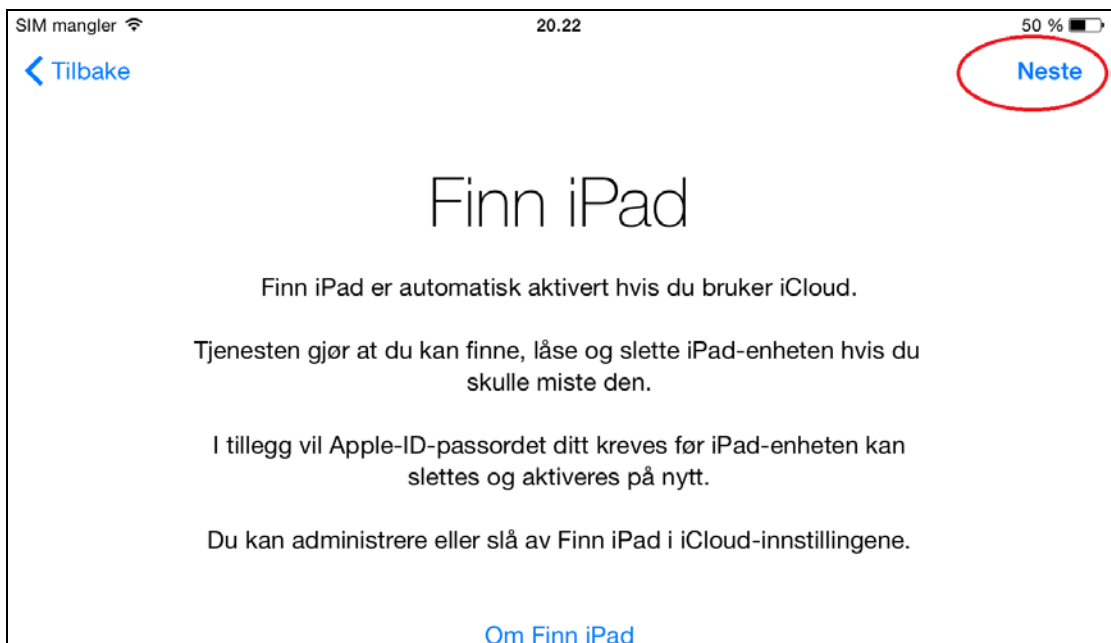 SIM mangler 20.22 50 %
Tilbake Neste
Finn iPad
Finn iPad er automatisk aktivert hvis du bruker iCloud.
Tjenesten gjør at du kan finne, låse og slette iPad-enheten hvis du
skulle miste den.
I tillegg vil Apple-ID-passordet ditt kreves før iPad-enheten kan
slettes og aktiveres på nytt.
Du kan administrere eller slå av Finn iPad i iCloud-innstillingene.
Om Finn iPad